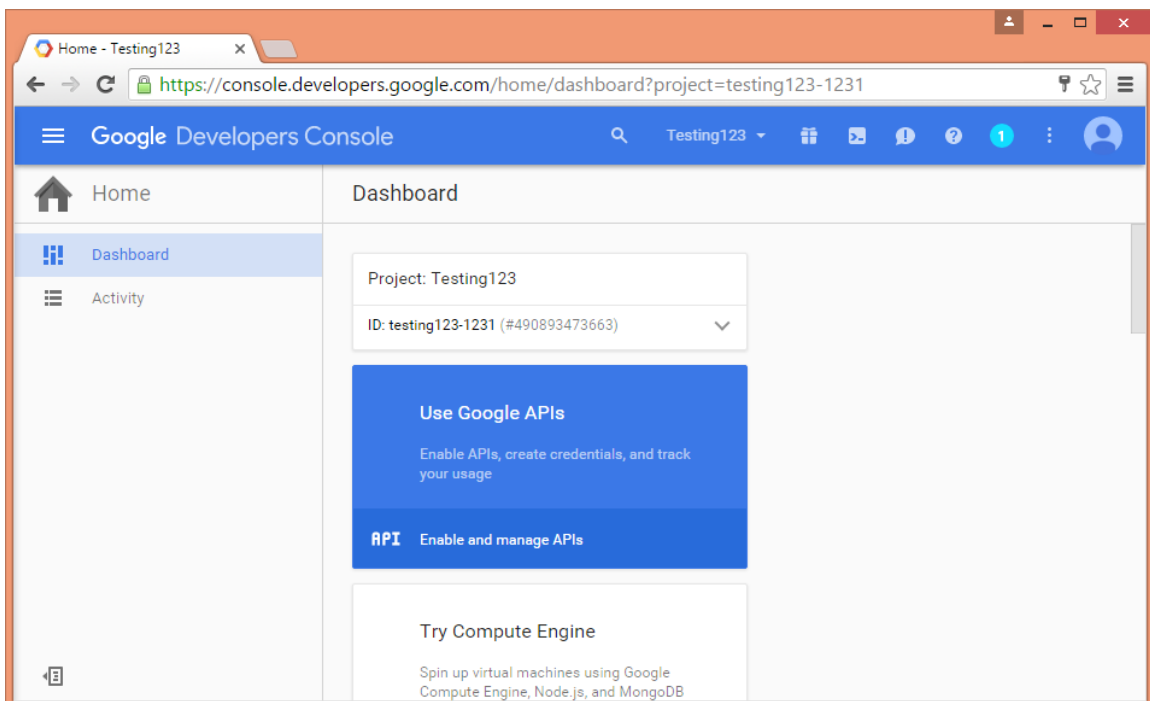 Home - Testing123
https://console.developers.google.com/home/dashboard?project=testing123-1231
Google Developers Console
Testing123
1
Home
Dashboard
Dashboard
Activity
Project: Testing123
ID: testing123-1231 (#490893473663)
Use Google APIs
Enable APIs, create credentials, and track
your usage
API Enable and manage APIs
Try Compute Engine
Spin up virtual machines using Google
Compute Engine, Node.js, and MongoDB